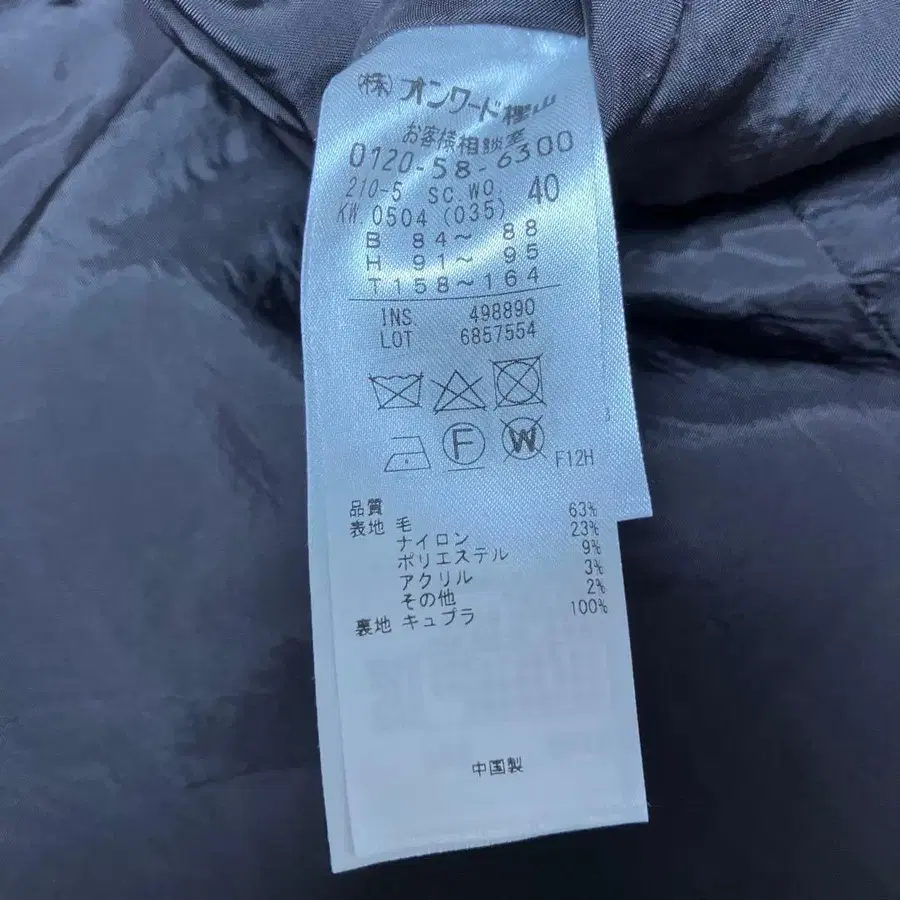 (株)オンワード樫山
お客様相談室
0120-58-6300
210-5 SC.WO. 40
KW.0504(035)
B 84～ 88
H 91～ 95
T158～164
INS. 498890
LOT 6857554
F
W
F12H
品質
表地 毛 63%
ナイロン 23%
ポリエステル 9%
アクリル 3%
その他 2%
裏地 キュプラ 100%
中国製